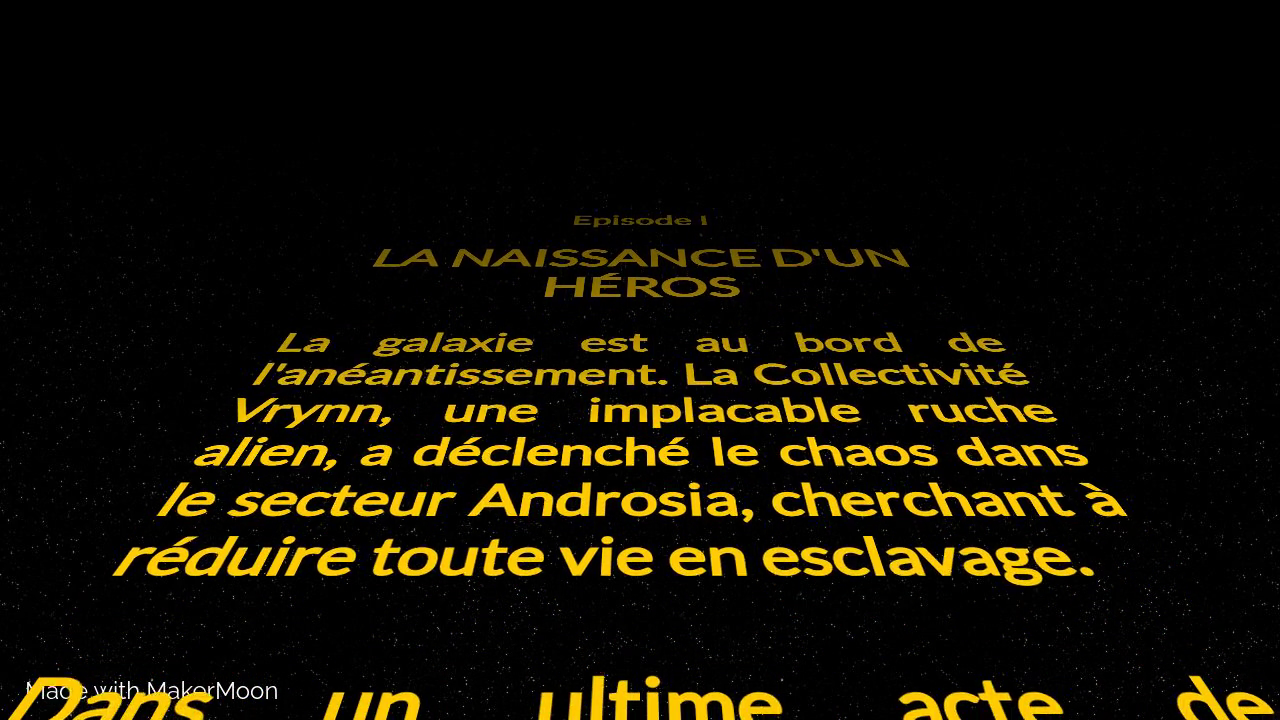 Episode I
LA NAISSANCE D'UN
HÉROS
La galaxie est au bord de
l'anéantissement. La Collectivité
Vrynn, une implacable ruche
alien, a déclenché le chaos dans
le secteur Androsia, cherchant à
réduire toute vie en esclavage.
Dans un ultime acte de
Made with MakerMoon